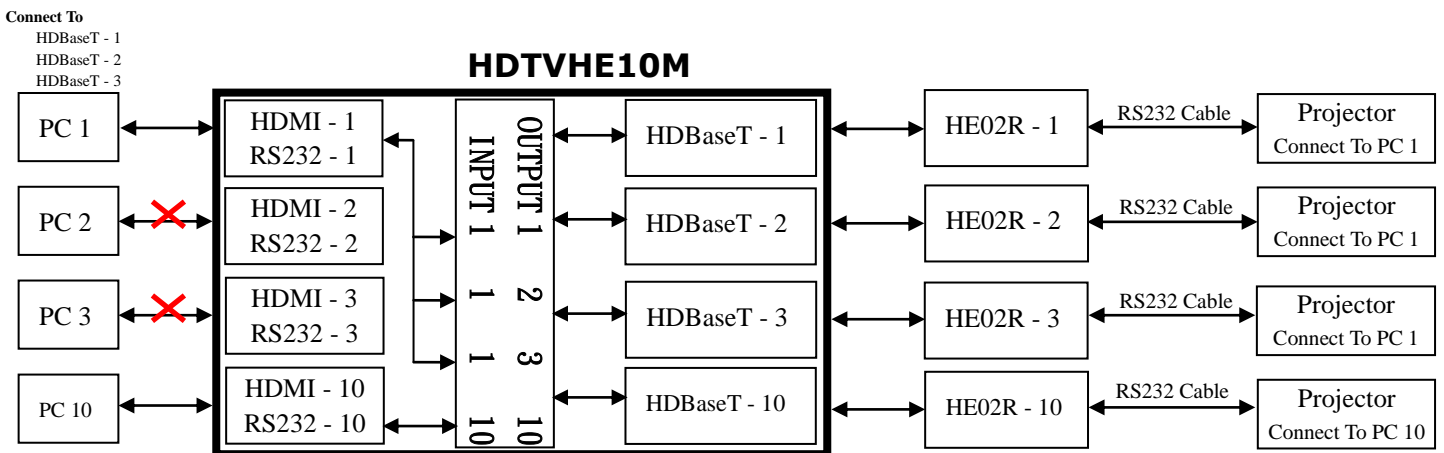 Connect To
HDBaseT - 1
HDBaseT - 2
HDBaseT - 3
HDTVHE10M
PC 1
HDMI - 1
RS232 - 1
HDBaseT - 1
HE02R - 1
RS232 Cable
Projector
Connect To PC 1
PC 2
HDMI - 2
RS232 - 2
HDBaseT - 2
HE02R - 2
RS232 Cable
Projector
Connect To PC 1
PC 3
HDMI - 3
RS232 - 3
HDBaseT - 3
HE02R - 3
RS232 Cable
Projector
Connect To PC 1
PC 10
HDMI - 10
RS232 - 10
HDBaseT - 10
HE02R - 10
RS232 Cable
Projector
Connect To PC 10
OUTPUT 1 2 3 10
INPUT 1 1 1 10